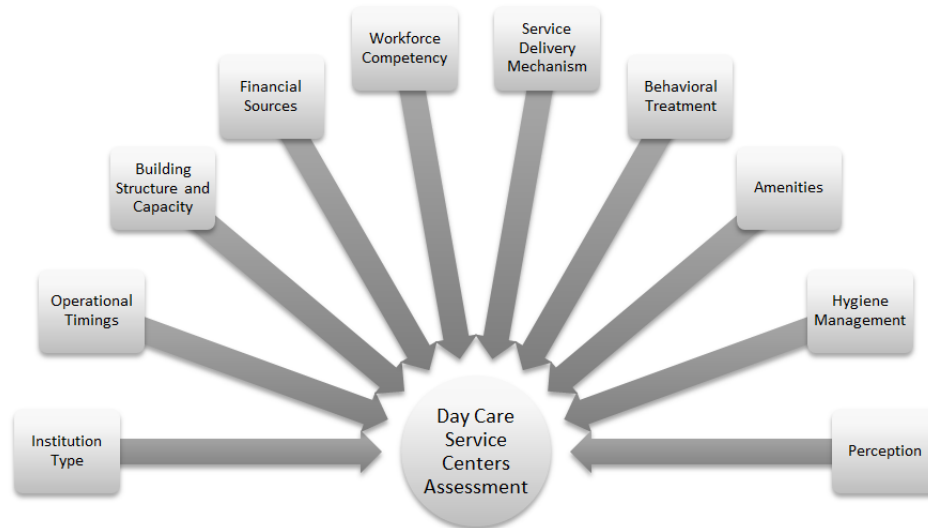 Workforce
Competency
Service
Delivery
Mechanism
Financial
Sources
Behavioral
Treatment
Building
Structure and
Capacity
Amenities
Operational
Timings
Hygiene
Management
Institution
Type
Day Care
Service
Centers
Assessment
Perception